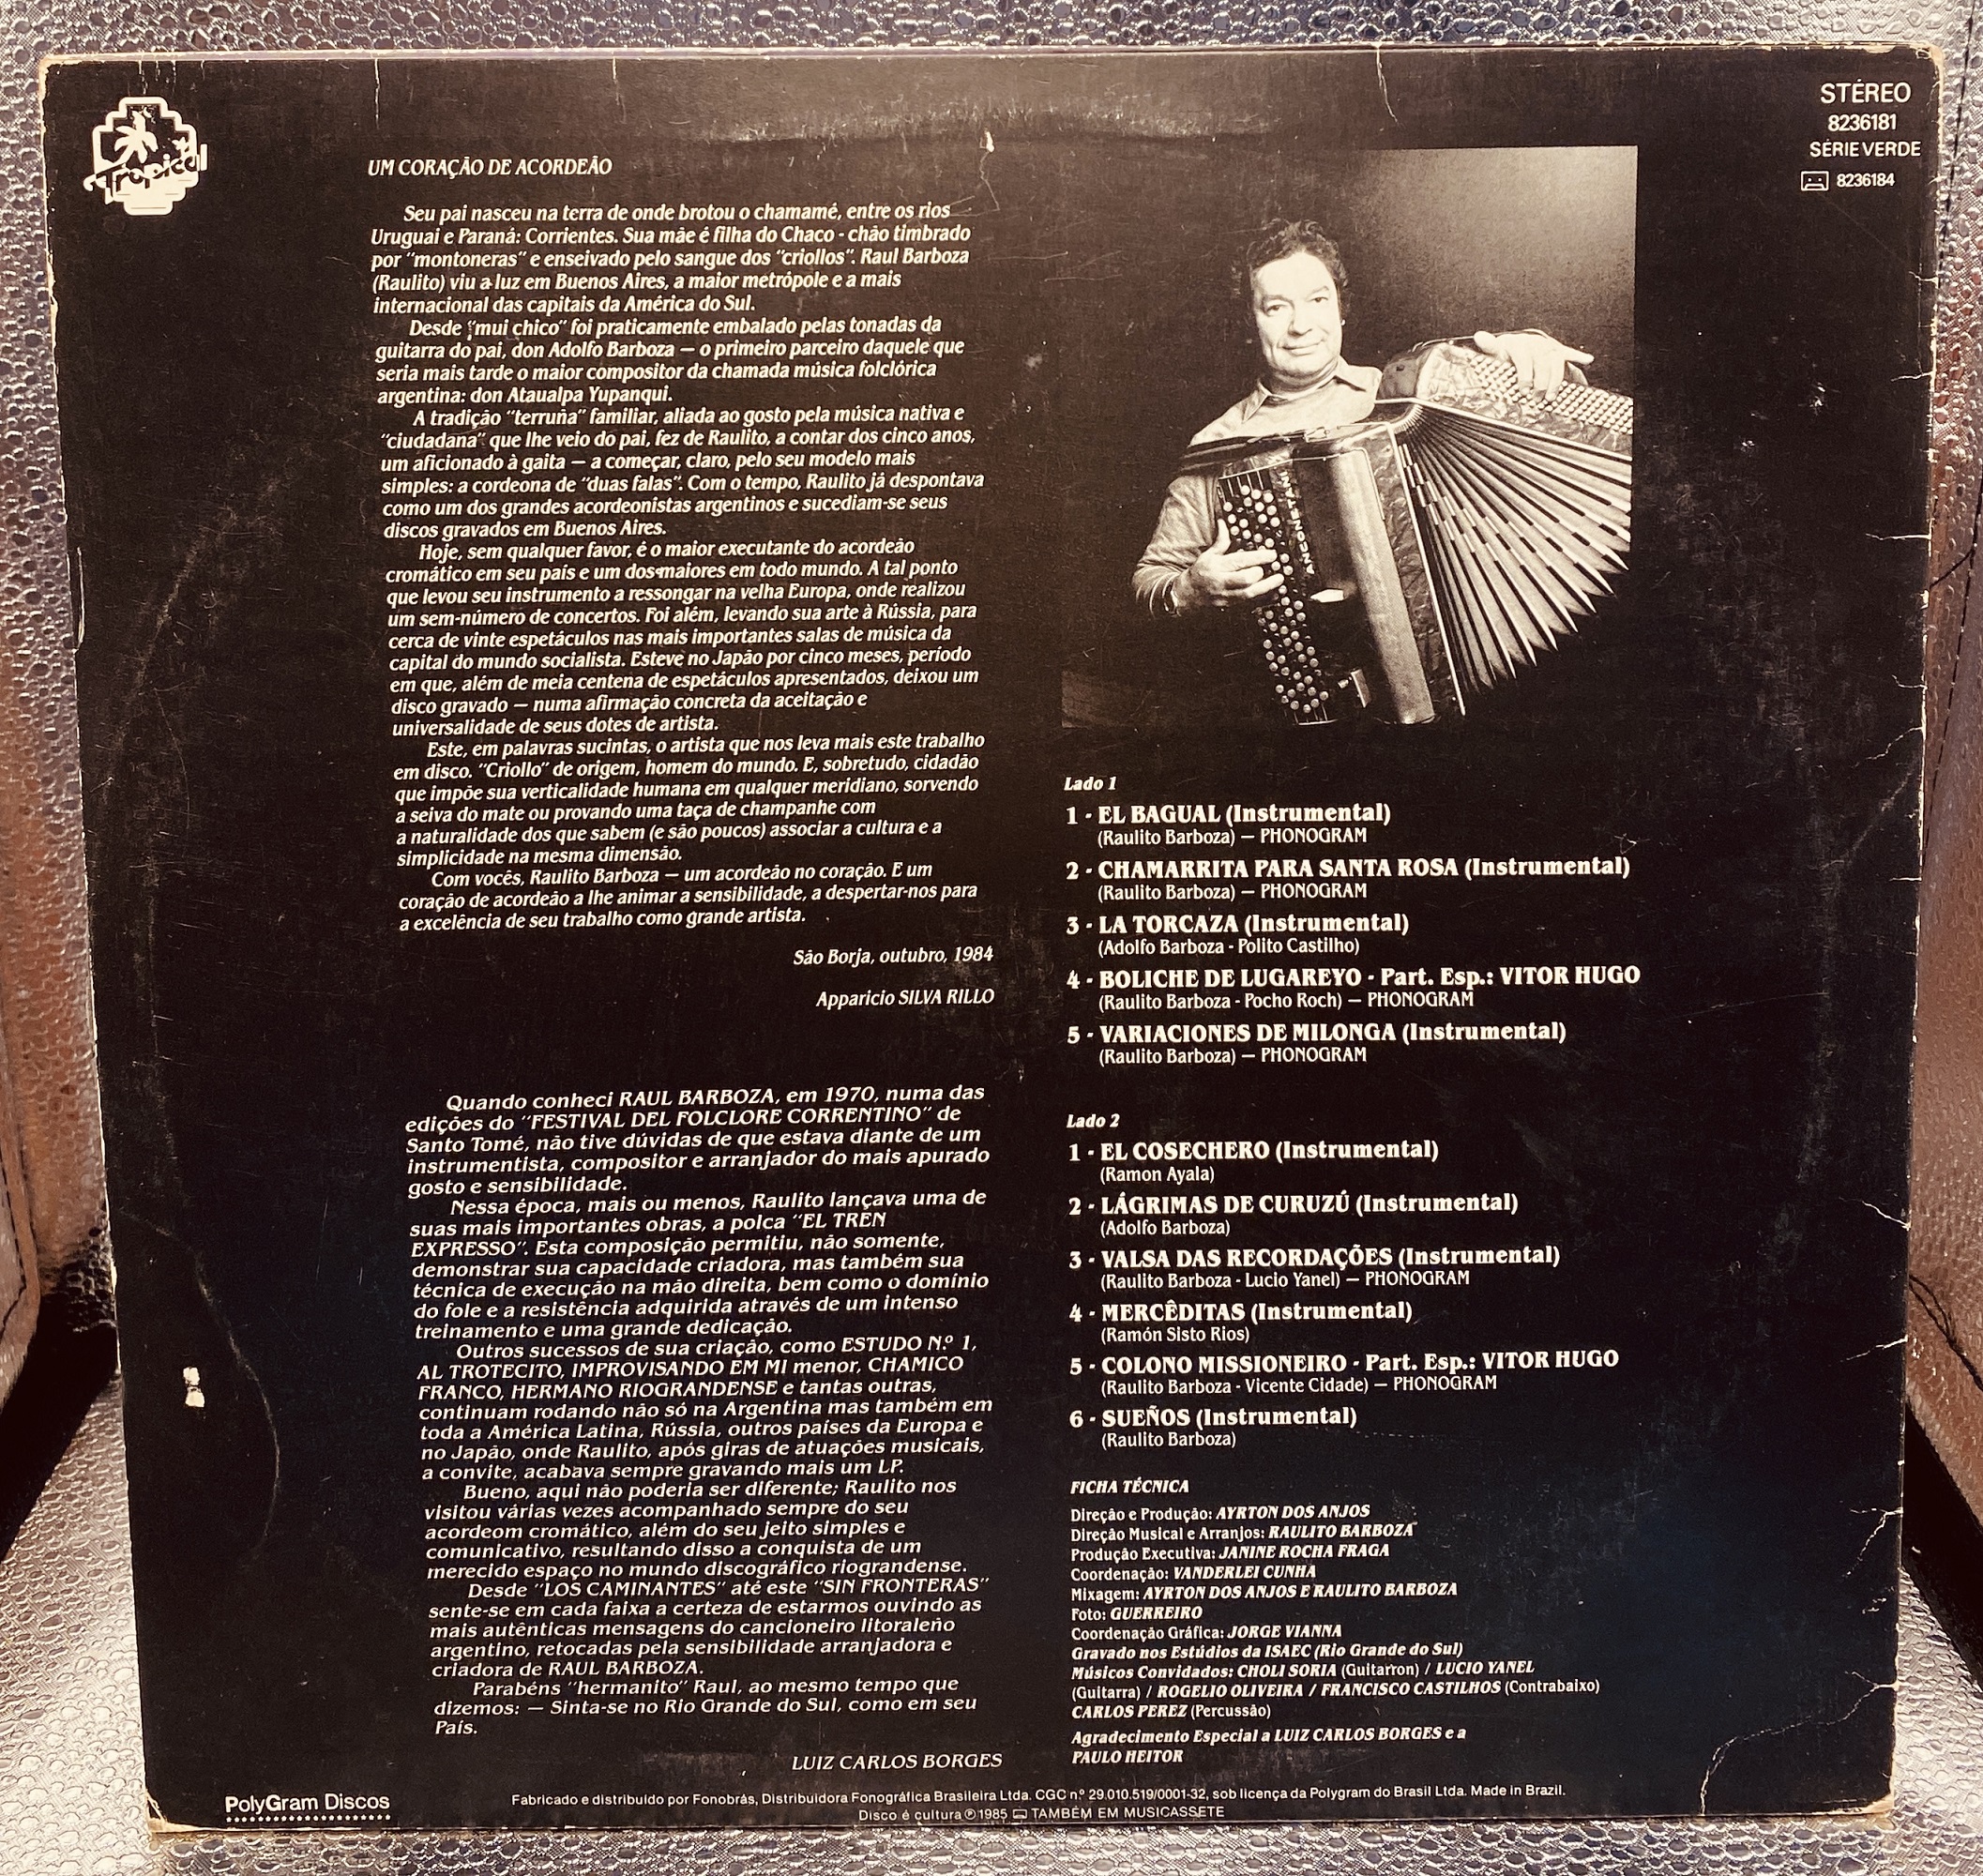 Tropical
STÉREO
8236181
SÉRIE VERDE
8236184
UM CORAÇÃO DE ACORDEÃO
Seu pai nasceu na terra de onde brotou o chamamé, entre os rios
Uruguai e Paraná: Corrientes. Sua mãe é filha do Chaco - chão timbrado
por "montoneras" e enseivado pelo sangue dos "criollos". Raul Barboza
(Raulito) viu a luz em Buenos Aires, a maior metrópole e a mais
internacional das capitais da América do Sul.
Desde "mui chico" foi praticamente embalado pelas tonadas da
guitarra do pai, don Adolfo Barboza — o primeiro parceiro daquele que
seria mais tarde o maior compositor da chamada música folclórica
argentina: don Ataualpa Yupanqui.
A tradição "terruña" familiar, aliada ao gosto pela música nativa e
"ciudadana" que lhe veio do pai, fez de Raulito, a contar dos cinco anos,
um aficionado à gaita — a começar, claro, pelo seu modelo mais
simples: a cordeona de "duas falas". Com o tempo, Raulito já despontava
como um dos grandes acordeonistas argentinos e sucediam-se seus
discos gravados em Buenos Aires.
Hoje, sem qualquer favor, é o maior executante do acordeão
cromático em seu país e um dos maiores em todo mundo. A tal ponto
que levou seu instrumento a ressongar na velha Europa, onde realizou
um sem-número de concertos. Foi além, levando sua arte à Rússia, para
cerca de vinte espetáculos nas mais importantes salas de música da
capital do mundo socialista. Esteve no Japão por cinco meses, período
em que, além de meia centena de espetáculos apresentados, deixou um
disco gravado — numa afirmação concreta da aceitação e
universalidade de seus dotes de artista.
Este, em palavras sucintas, o artista que nos leva mais este trabalho
em disco. "Criollo" de origem, homem do mundo. E, sobretudo, cidadão
que impõe sua verticalidade humana em qualquer meridiano, sorvendo
a seiva do mate ou provando uma taça de champanhe com
a naturalidade dos que sabem (e são poucos) associar a cultura e a
simplicidade na mesma dimensão.
Com vocês, Raulito Barboza — um acordeão no coração. E um
coração de acordeão a lhe animar a sensibilidade, a despertar-nos para
a excelência de seu trabalho como grande artista.
São Borja, outubro, 1984
Apparicio SILVA RILLO
Quando conheci RAUL BARBOZA, em 1970, numa das
edições do "FESTIVAL DEL FOLCLORE CORRENTINO" de
Santo Tomé, não tive dúvidas de que estava diante de um
instrumentista, compositor e arranjador do mais apurado
gosto e sensibilidade.
Nessa época, mais ou menos, Raulito lançava uma de
suas mais importantes obras, a polca "EL TREN
EXPRESSO". Esta composição permitiu, não somente,
demonstrar sua capacidade criadora, mas também sua
técnica de execução na mão direita, bem como o domínio
do fole e a resistência adquirida através de um intenso
treinamento e uma grande dedicação.
Outros sucessos de sua criação, como ESTUDO N.º 1,
AL TROTECITO, IMPROVISANDO EM MI menor, CHAMICO
FRANCO, HERMANO RIOGRANDENSE e tantas outras,
continuam rodando não só na Argentina mas também em
toda a América Latina, Rússia, outros países da Europa e
no Japão, onde Raulito, após giras de atuações musicais,
a convite, acabava sempre gravando mais um LP.
Bueno, aqui não poderia ser diferente; Raulito nos
visitou várias vezes acompanhado sempre do seu
acordeom cromático, além do seu jeito simples e
comunicativo, resultando disso a conquista de um
merecido espaço no mundo discográfico riograndense.
Desde "LOS CAMINANTES" até este "SIN FRONTERAS"
sente-se em cada faixa a certeza de estarmos ouvindo as
mais autênticas mensagens do cancioneiro litoraleño
argentino, retocadas pela sensibilidade arranjadora e
criadora de RAUL BARBOZA.
Parabéns "hermanito" Raul, ao mesmo tempo que
dizemos: — Sinta-se no Rio Grande do Sul, como em seu
País.
LUIZ CARLOS BORGES
Lado 1
1 - EL BAGUAL (Instrumental)
(Raulito Barboza) — PHONOGRAM
2 - CHAMARRITA PARA SANTA ROSA (Instrumental)
(Raulito Barboza) — PHONOGRAM
3 - LA TORCAZA (Instrumental)
(Adolfo Barboza - Polito Castilho)
4 - BOLICHE DE LUGAREYO - Part. Esp.: VITOR HUGO
(Raulito Barboza - Pocho Roch) — PHONOGRAM
5 - VARIACIONES DE MILONGA (Instrumental)
(Raulito Barboza) — PHONOGRAM
Lado 2
1 - EL COSECHERO (Instrumental)
(Ramon Ayala)
2 - LÁGRIMAS DE CURUZÚ (Instrumental)
(Adolfo Barboza)
3 - VALSA DAS RECORDAÇÕES (Instrumental)
(Raulito Barboza - Lucio Yanel) — PHONOGRAM
4 - MERCÊDITAS (Instrumental)
(Ramón Sisto Rios)
5 - COLONO MISSIONEIRO - Part. Esp.: VITOR HUGO
(Raulito Barboza - Vicente Cidade) — PHONOGRAM
6 - SUEÑOS (Instrumental)
(Raulito Barboza)
FICHA TÉCNICA
Direção e Produção: AYRTON DOS ANJOS
Direção Musical e Arranjos: RAULITO BARBOZA
Produção Executiva: JANINE ROCHA FRAGA
Coordenação: VANDERLEI CUNHA
Mixagem: AYRTON DOS ANJOS E RAULITO BARBOZA
Foto: GUERREIRO
Coordenação Gráfica: JORGE VIANNA
Gravado nos Estúdios da ISAEC (Rio Grande do Sul)
Músicos Convidados: CHOLI SORIA (Guitarron) / LUCIO YANEL
(Guitarra) / ROGELIO OLIVEIRA / FRANCISCO CASTILHOS (Contrabaixo)
CARLOS PEREZ (Percussão)
Agradecimento Especial a LUIZ CARLOS BORGES e a
PAULO HEITOR
PolyGram Discos
Fabricado e distribuído por Fonobrás, Distribuidora Fonográfica Brasileira Ltda. CGC n.º 29.010.519/0001-32, sob licença da Polygram do Brasil Ltda. Made in Brazil.
Disco é cultura ℗1985 TAMBÉM EM MUSICASSETE